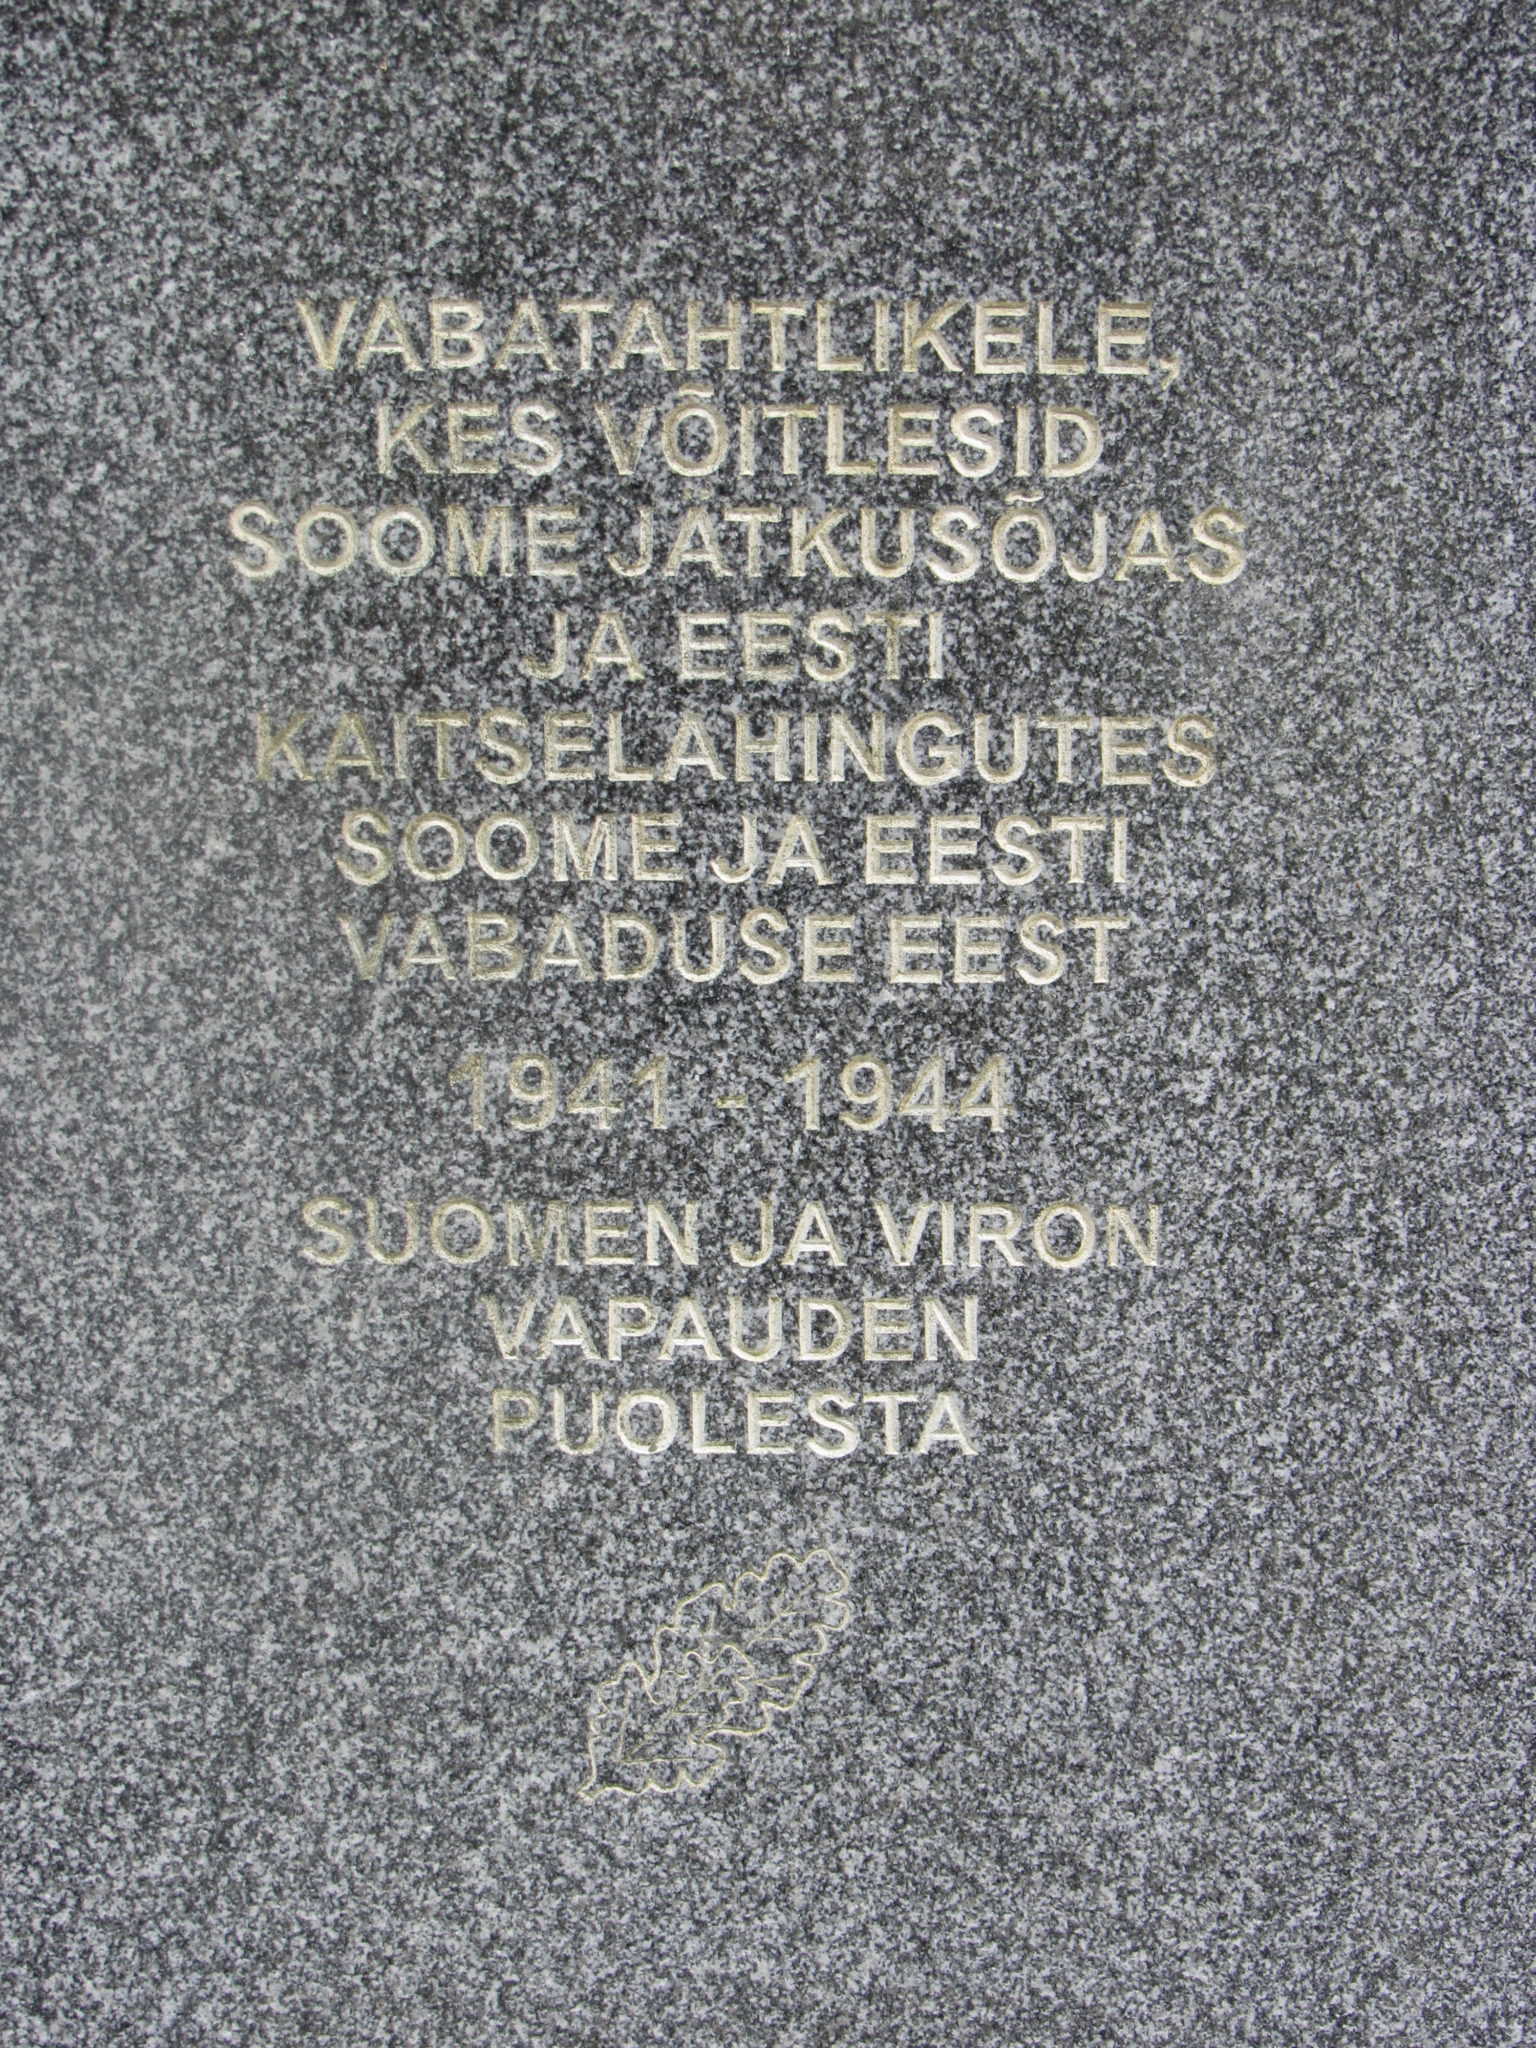 VABATAHTLIKELE,
KES VÕITLESID
SOOME JÄTKUSÕJAS
JA EESTI
KAITSELAHINGUTES
SOOME JA EESTI
VABADUSE EEST
1941 - 1944
SUOMEN JA VIRON
VAPAUDEN
PUOLESTA